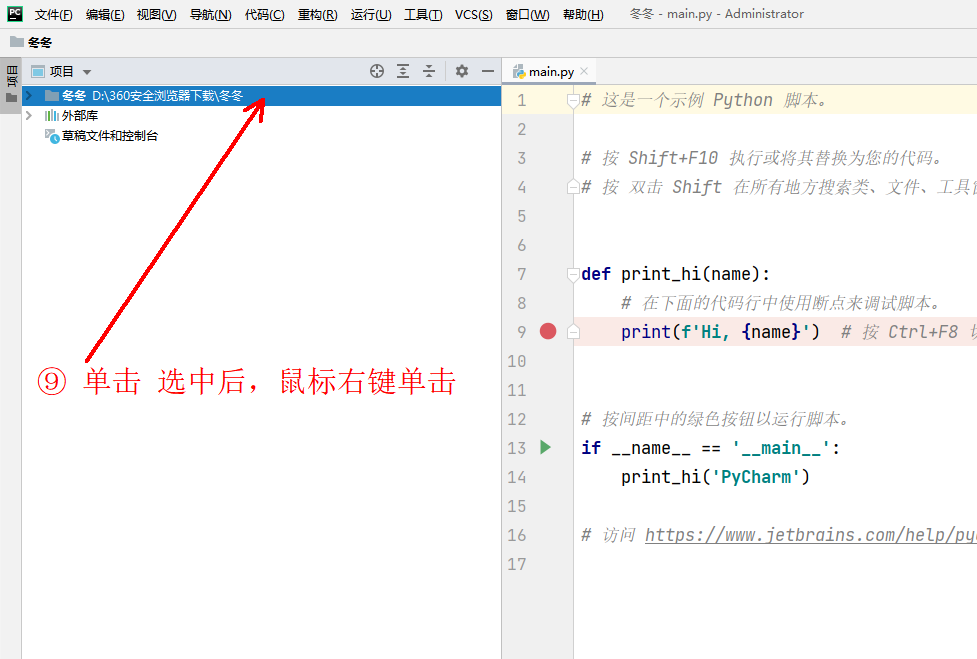 PC 文件(F) 编辑(E) 视图(V) 导航(N) 代码(C) 重构(R) 运行(U) 工具(T) VCS(S) 窗口(W) 帮助(H) 冬冬 - main.py - Administrator
冬冬
项目
项目
main.py
冬冬 D:\360安全浏览器下载\冬冬
外部库
草稿文件和控制台
⑨ 单击 选中后，鼠标右键单击
1 # 这是一个示例 Python 脚本。
2
3 # 按 Shift+F10 执行或将其替换为您的代码。
4 # 按 双击 Shift 在所有地方搜索类、文件、工具
5
6
7 def print_hi(name):
8 # 在下面的代码行中使用断点来调试脚本。
9 print(f'Hi, {name}') # 按 Ctrl+F8
10
11
12 # 按间距中的绿色按钮以运行脚本。
13 if __name__ == '__main__':
14 print_hi('PyCharm')
15
16 # 访问 https://www.jetbrains.com/help/py
17